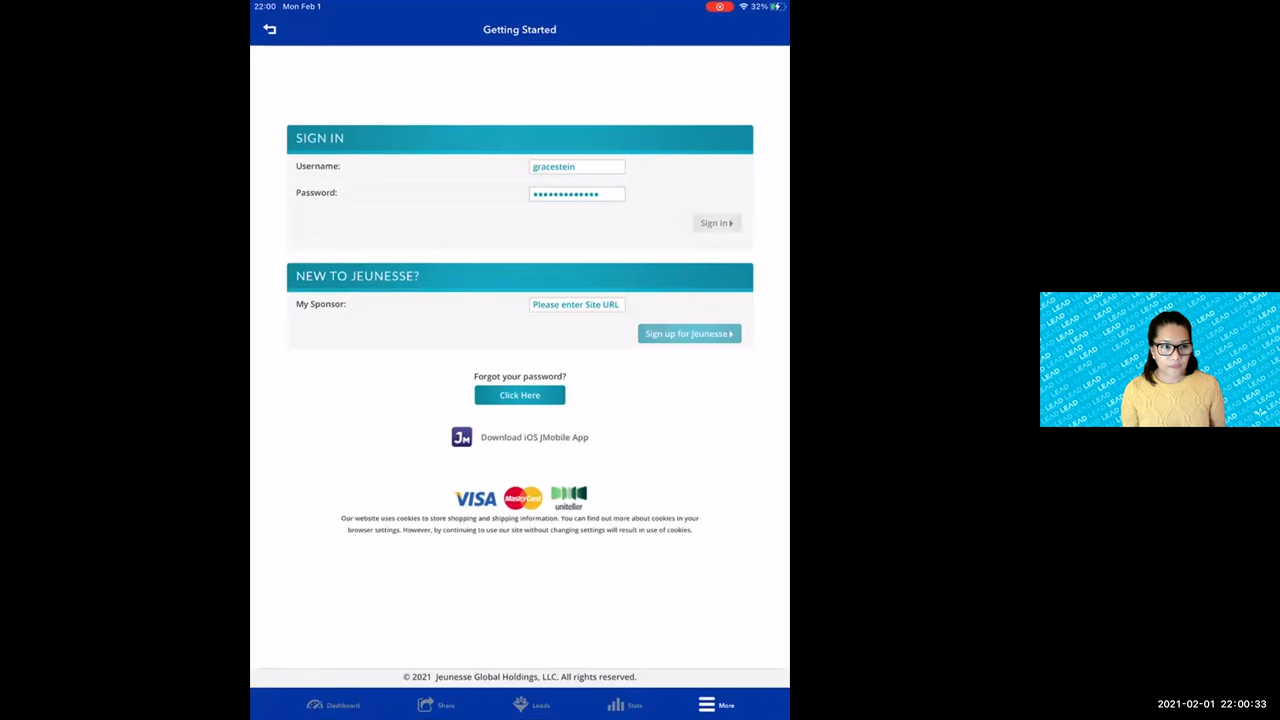 22:00 Mon Feb 1
32%
Getting Started
SIGN IN
Username:
gracestein
Password:
Sign in
NEW TO JEUNESSE?
My Sponsor:
Please enter Site URL
Sign up for Jeunesse
Forgot your password?
Click Here
JM
Download iOS JMobile App
VISA
MasterCard
uniteller
Our website uses cookies to store shopping and shipping information. You can find out more about cookies in your
browser settings. However, by continuing to use our site without changing settings will result in use of cookies.
© 2021 Jeunesse Global Holdings, LLC. All rights reserved.
Dashboard
Share
Leads
Stats
More
LEAD
2021-02-01 22:00:33